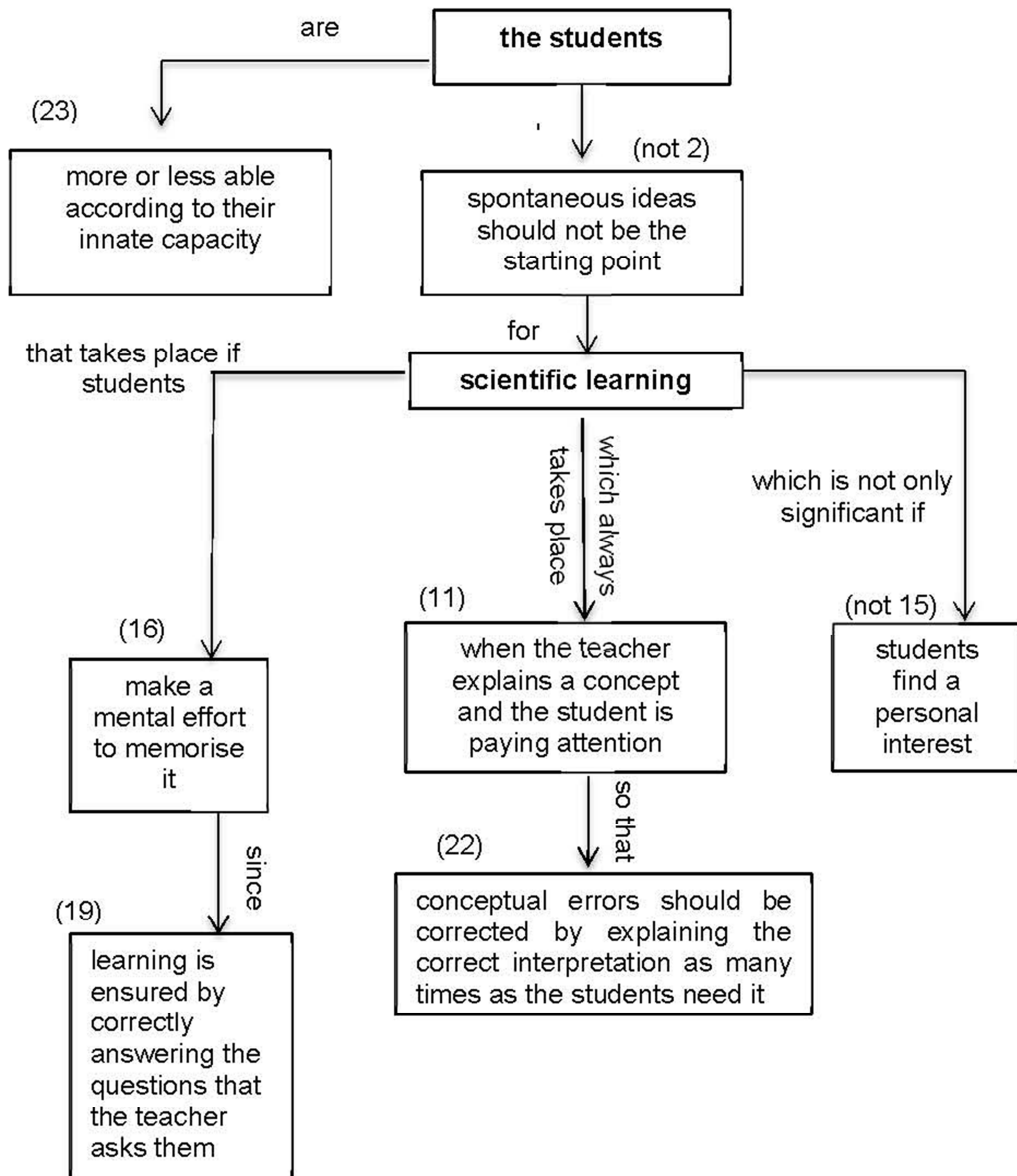 are
the students
(23)
more or less able
according to their
innate capacity
'
(not 2)
spontaneous ideas
should not be the
starting point
for
that takes place if
students
scientific learning
which always
takes place
which is not only
significant if
(16)
make a
mental effort
to memorise
it
(11)
when the teacher
explains a concept
and the student is
paying attention
(not 15)
students
find a
personal
interest
since
so that
(19)
learning is
ensured by
correctly
answering the
questions that
the teacher
asks them
(22)
conceptual errors should be
corrected by explaining the
correct interpretation as many
times as the students need it